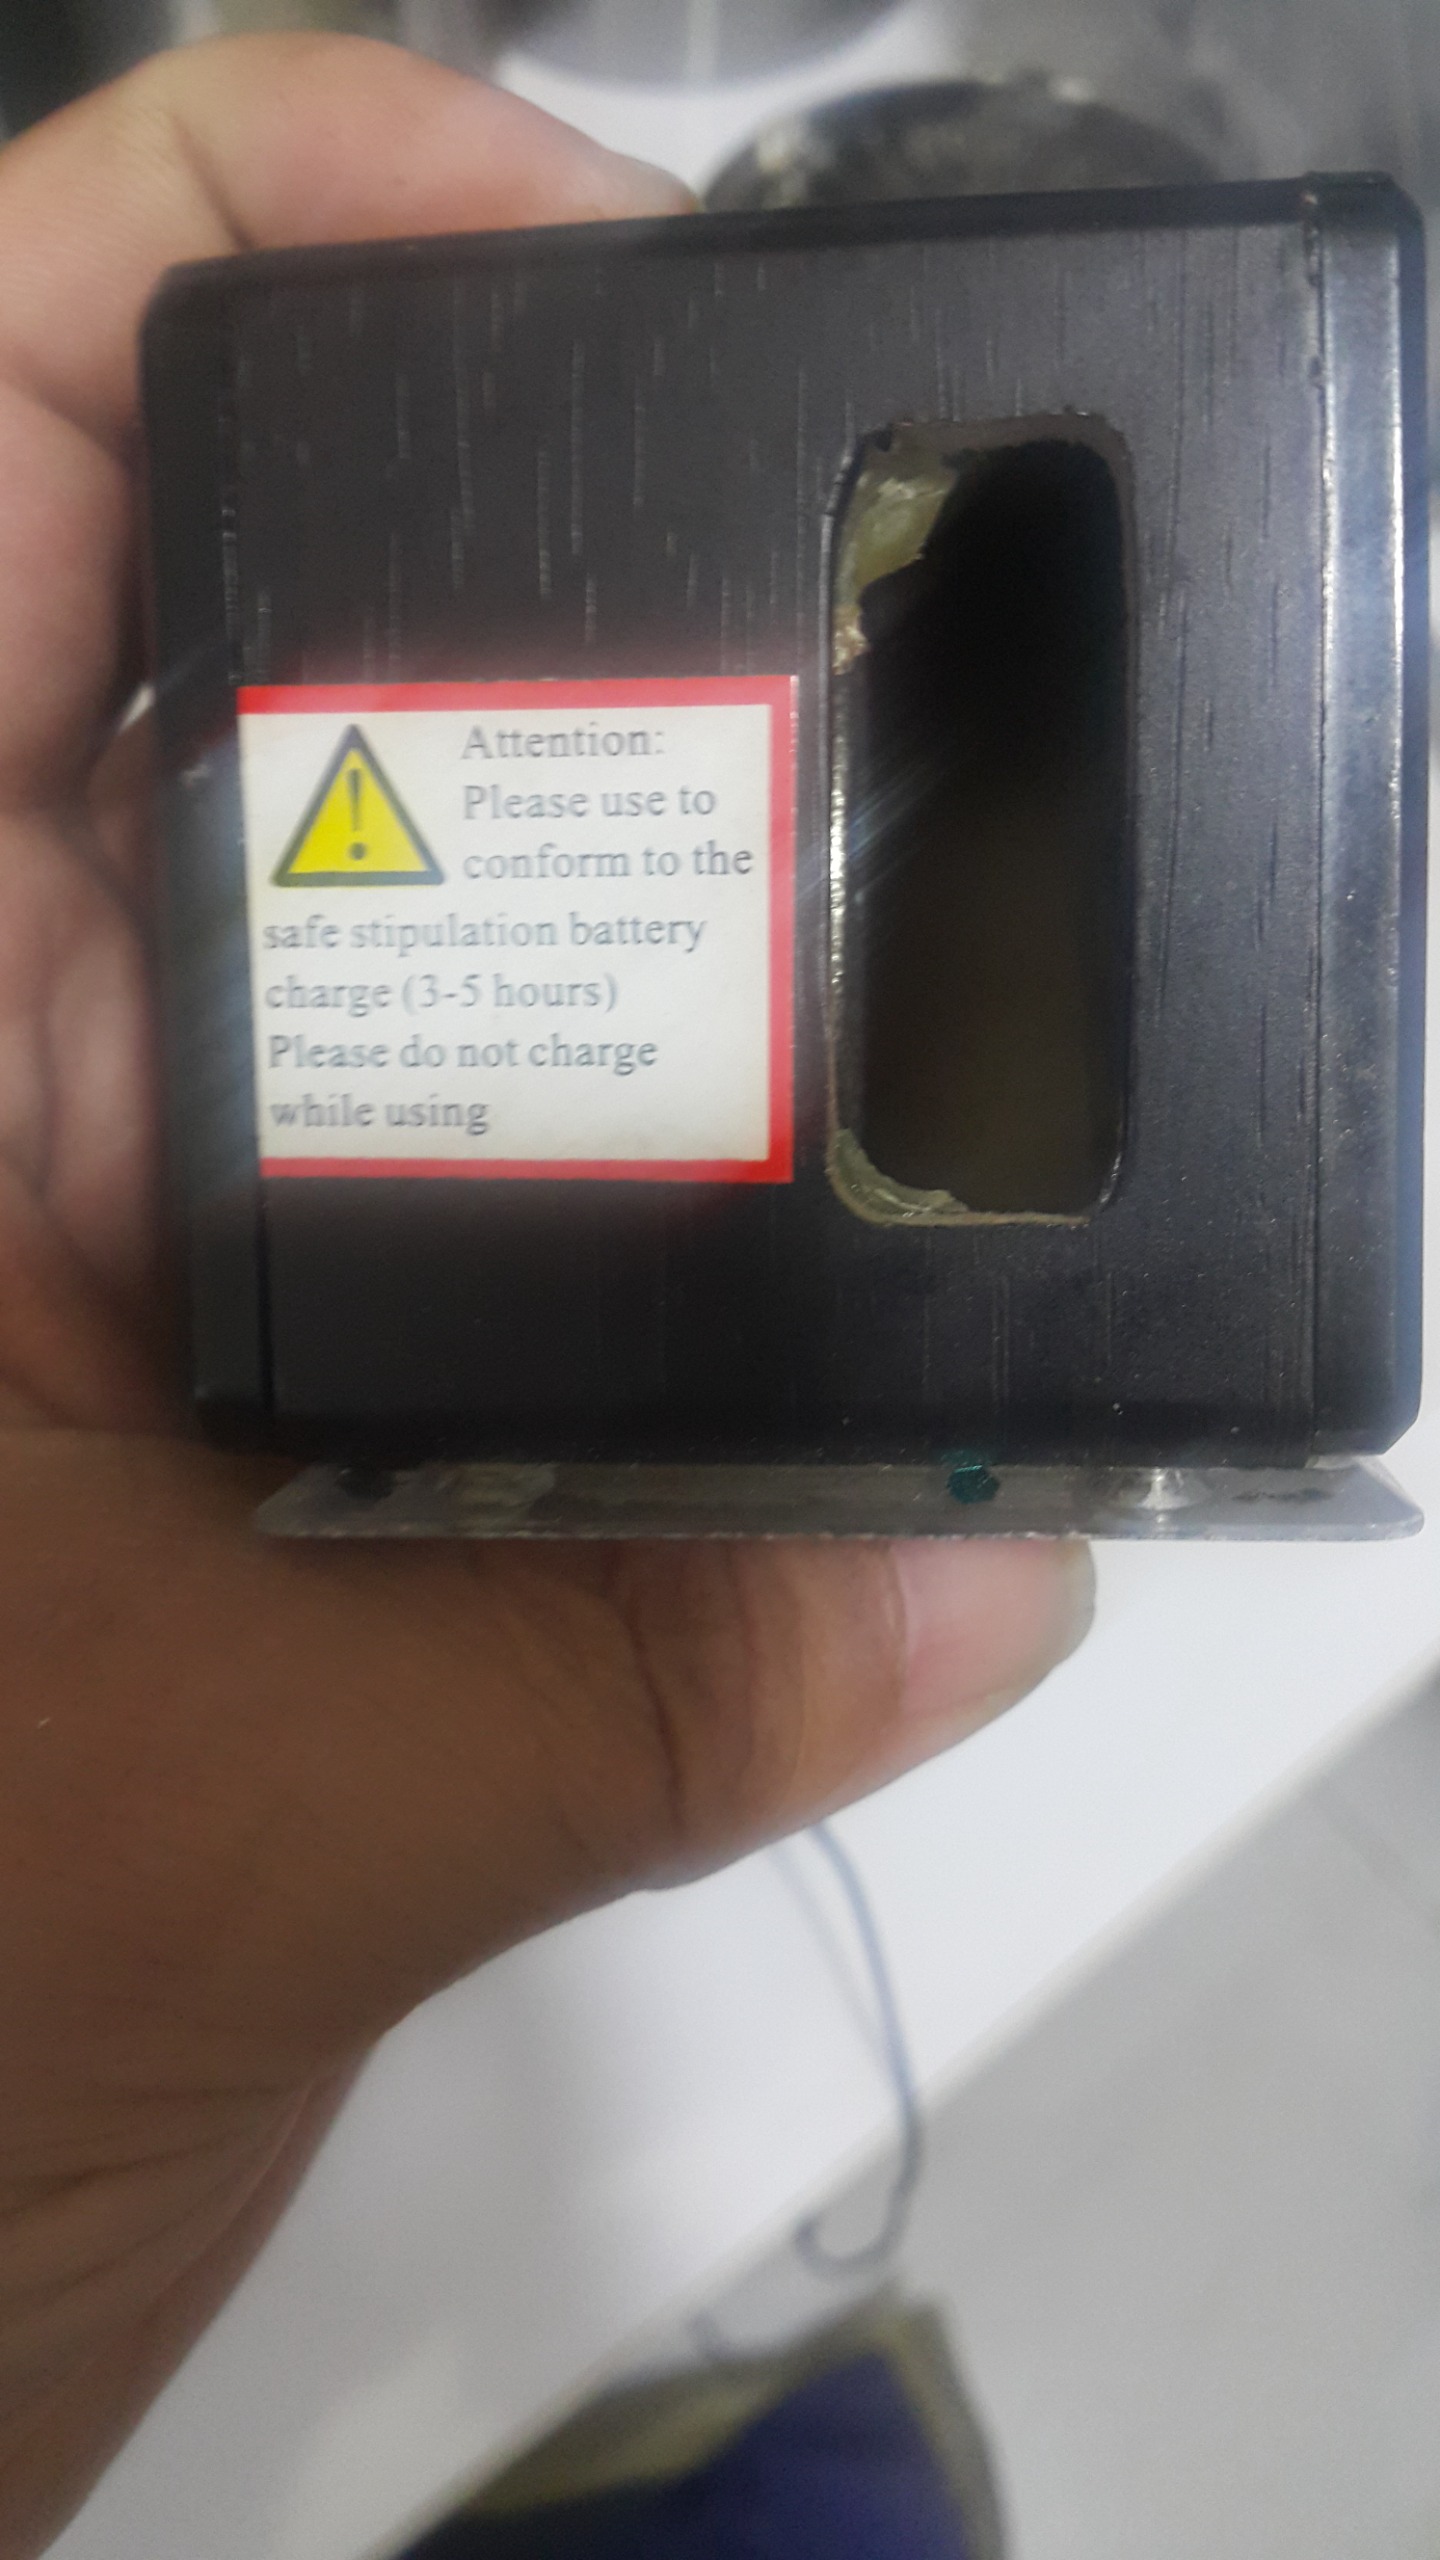 Attention:
Please use to
conform to the
safe stipulation battery
charge (3-5 hours)
Please do not charge
while using